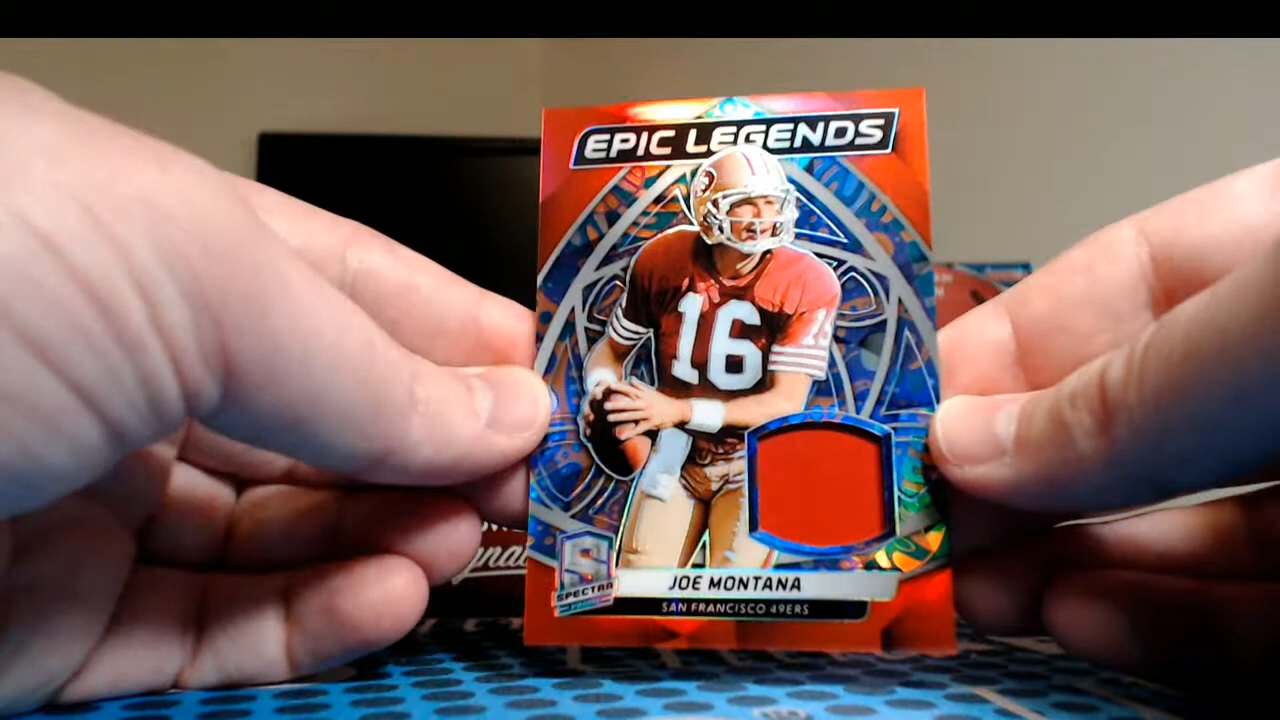 EPIC LEGENDS
16
JOE MONTANA
SPECTRA
SAN FRANCISCO 49ERS